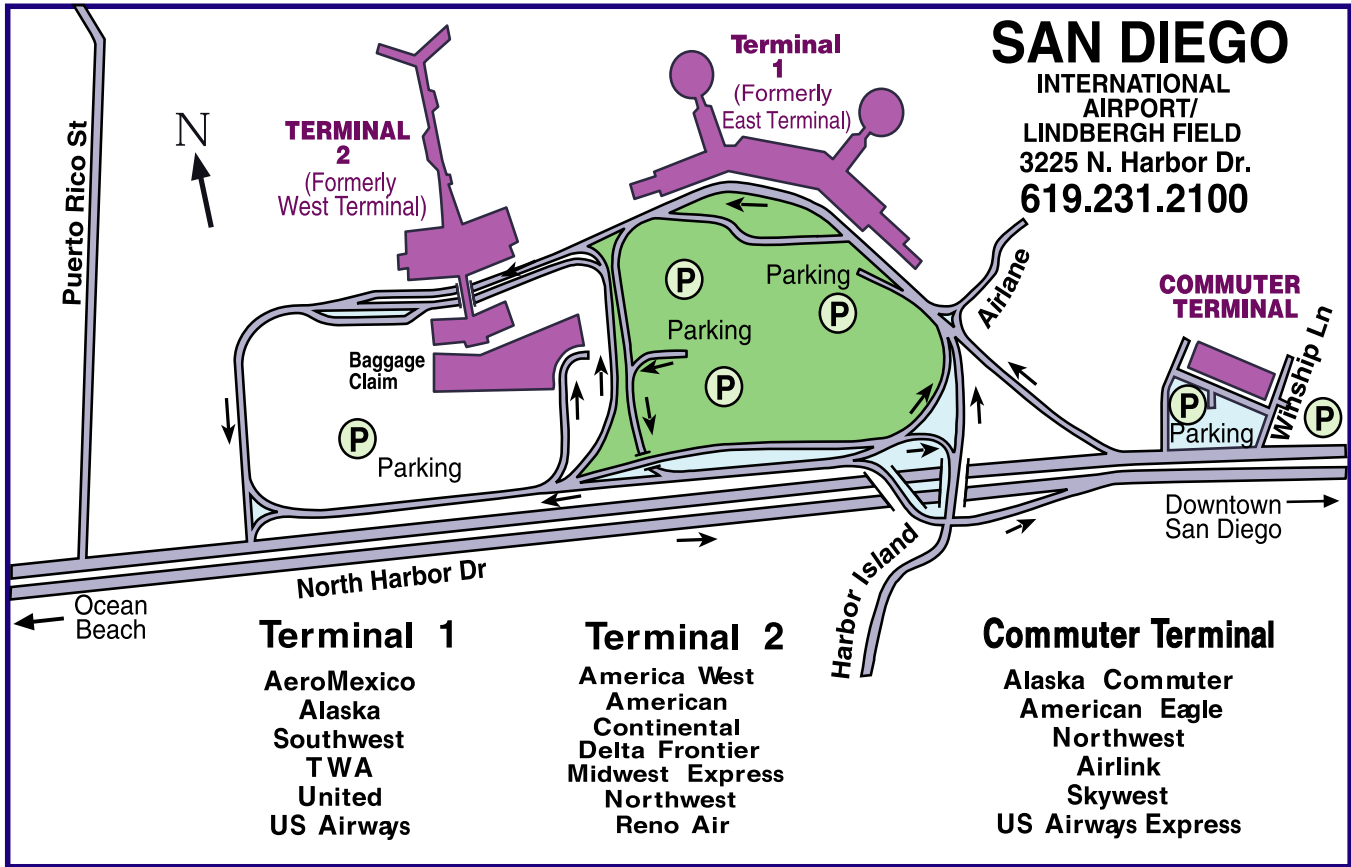 SAN DIEGO
INTERNATIONAL
AIRPORT/
LINDBERGH FIELD
3225 N. Harbor Dr.
619.231.2100
Terminal
1
(Formerly
East Terminal)
TERMINAL
2
(Formerly
West Terminal)
N
Puerto Rico St
Airlane
COMMUTER
TERMINAL
Winship Ln
P
Parking
P
P
Parking
P
Baggage
Claim
P
Parking
P
Parking
P
Downtown
San Diego
Harbor Island
North Harbor Dr
Ocean
Beach
Terminal 1
AeroMexico
Alaska
Southwest
TWA
United
US Airways
Terminal 2
America West
American
Continental
Delta Frontier
Midwest Express
Northwest
Reno Air
Commuter Terminal
Alaska Commuter
American Eagle
Northwest
Airlink
Skywest
US Airways Express